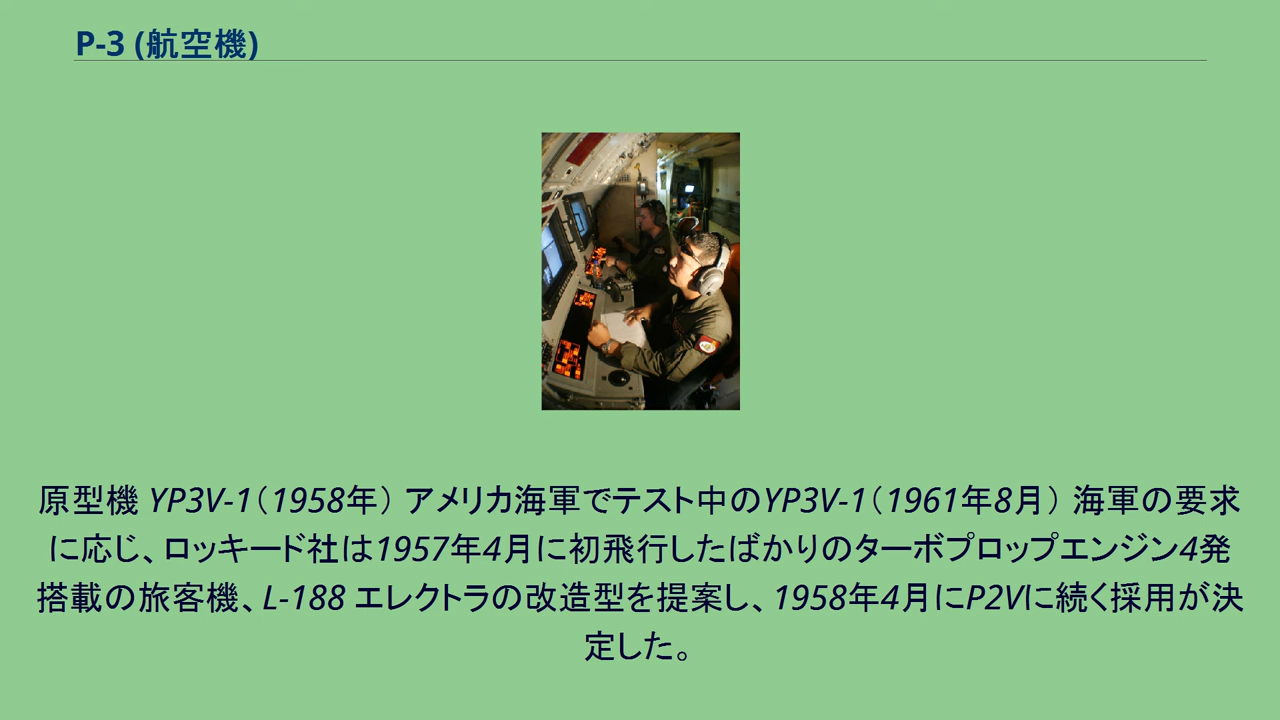 P-3 (航空機)
原型機 YP3V-1（1958年） アメリカ海軍でテスト中のYP3V-1（1961年8月） 海軍の要求
に応じ、ロッキード社は1957年4月に初飛行したばかりのターボプロップエンジン4発
搭載の旅客機、L-188 エレクトラの改造型を提案し、1958年4月にP2Vに続く採用が決
定した。